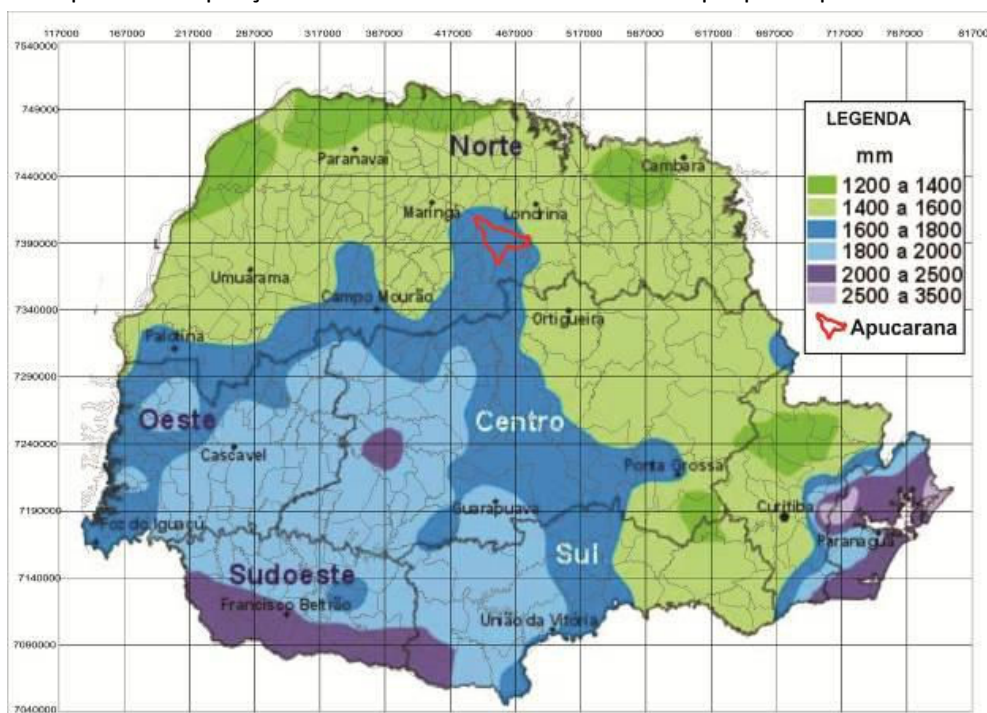 117000 167000 217000 267000 317000 367000 417000 467000 517000 567000 617000 667000 717000 767000 817000
7540000
749000
7440000
7390000
7340000
7290000
7240000
7190000
7140000
7090000
7040000
LEGENDA
mm
1200 a 1400
1400 a 1600
1600 a 1800
1800 a 2000
2000 a 2500
2500 a 3500
Apucarana
Norte
Paranavaí
Cambará
Maringá
Londrina
Umuarama
Campo Mourão
Ortigueira
Palotina
Oeste
Centro
Cascavel
Ponta Grossa
Guarapuava
Curitiba
Foz do Iguaçu
Paranaguá
Sul
Sudoeste
Francisco Beltrão
União da Vitória